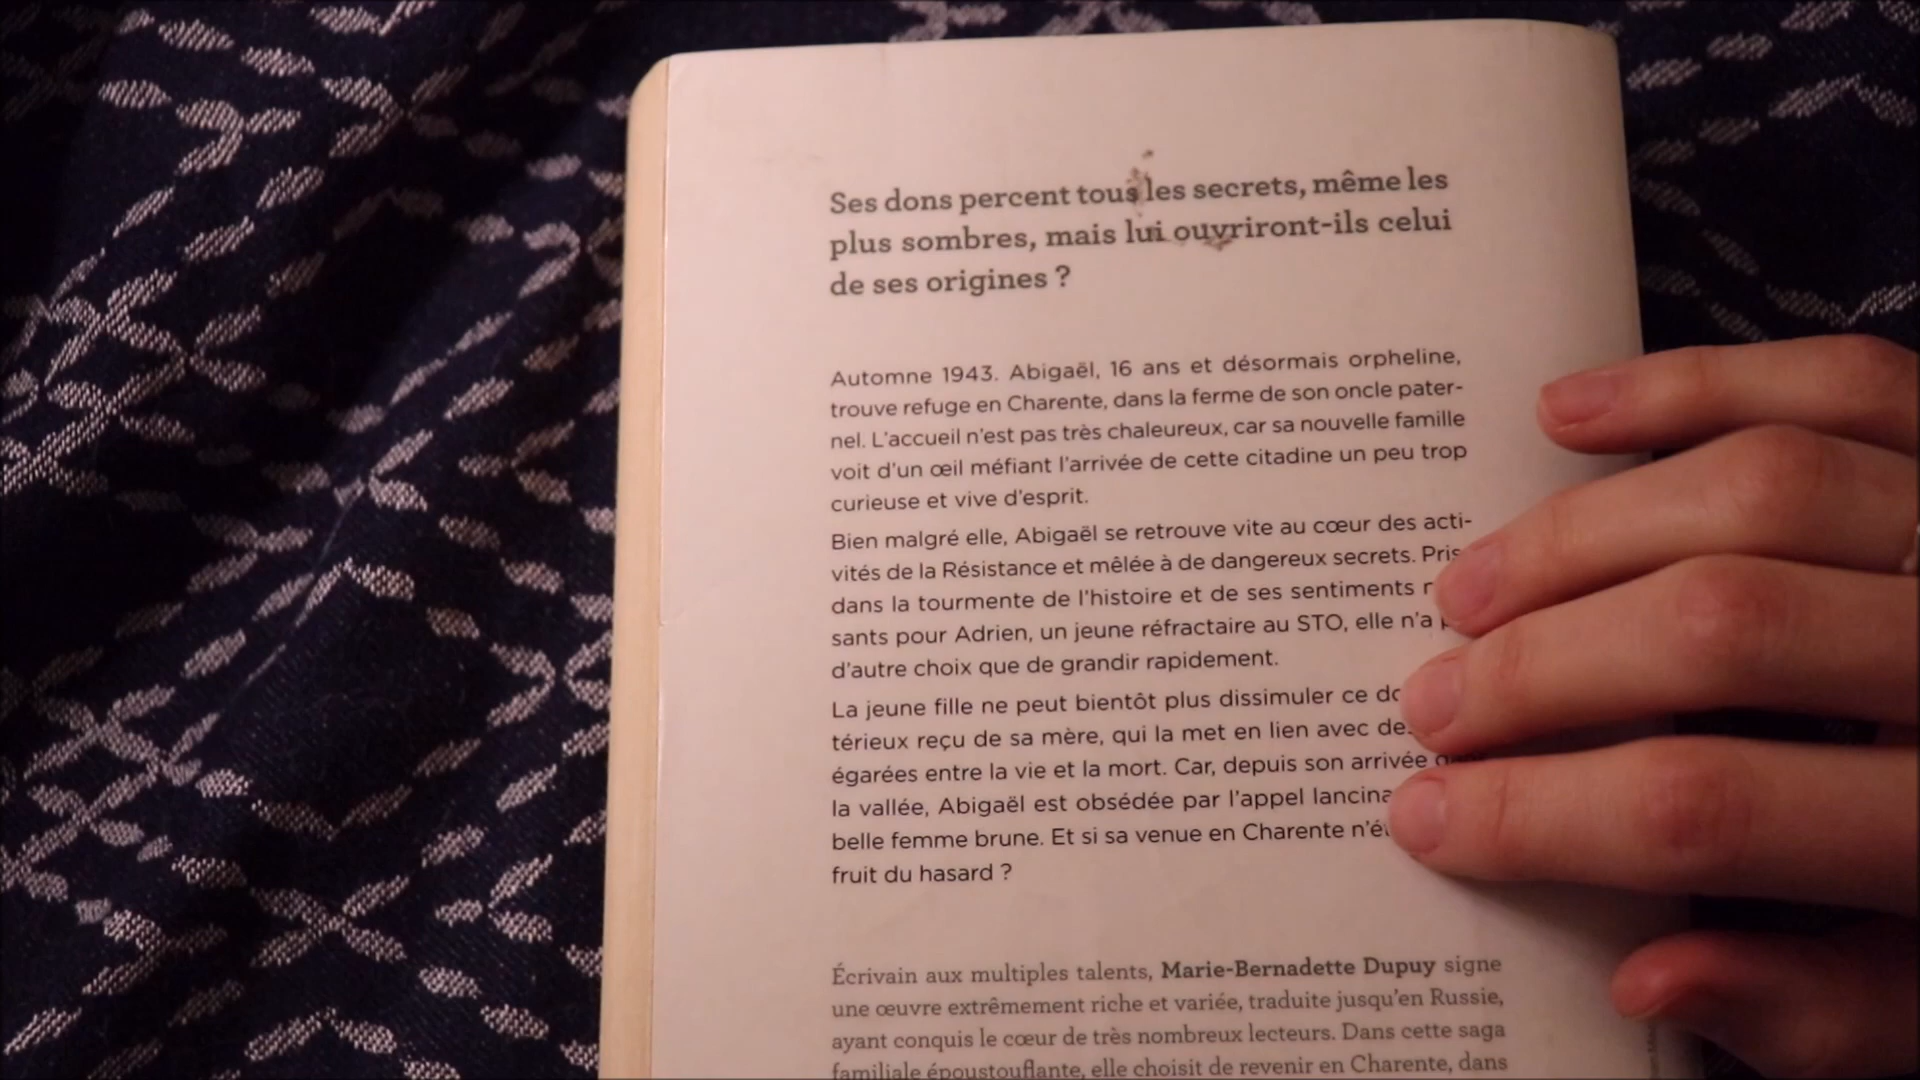 Ses dons percent tous les secrets, même les
plus sombres, mais lui ouvriront-ils celui
de ses origines ?
Automne 1943. Abigaël, 16 ans et désormais orpheline,
trouve refuge en Charente, dans la ferme de son oncle pater-
nel. L'accueil n'est pas très chaleureux, car sa nouvelle famille
voit d'un œil méfiant l'arrivée de cette citadine un peu trop
curieuse et vive d'esprit.
Bien malgré elle, Abigaël se retrouve vite au cœur des acti-
vités de la Résistance et mêlée à de dangereux secrets.
dans la tourmente de l'histoire et de ses sentiments
sants pour Adrien, un jeune réfractaire au STO, elle n'a
d'autre choix que de grandir rapidement.
La jeune fille ne peut bientôt plus dissimuler ce
térieux reçu de sa mère, qui la met en lien avec
égarées entre la vie et la mort. Car, depuis son arrivée
la vallée, Abigaël est obsédée par l'appel
belle femme brune. Et si sa venue en Charente
fruit du hasard ?
Écrivain aux multiples talents, Marie-Bernadette Dupuy signe
une œuvre extrêmement riche et variée, traduite jusqu'en Russie,
ayant conquis le cœur de très nombreux lecteurs. Dans cette saga
familiale époustouflante, elle choisit de revenir en Charente, dans